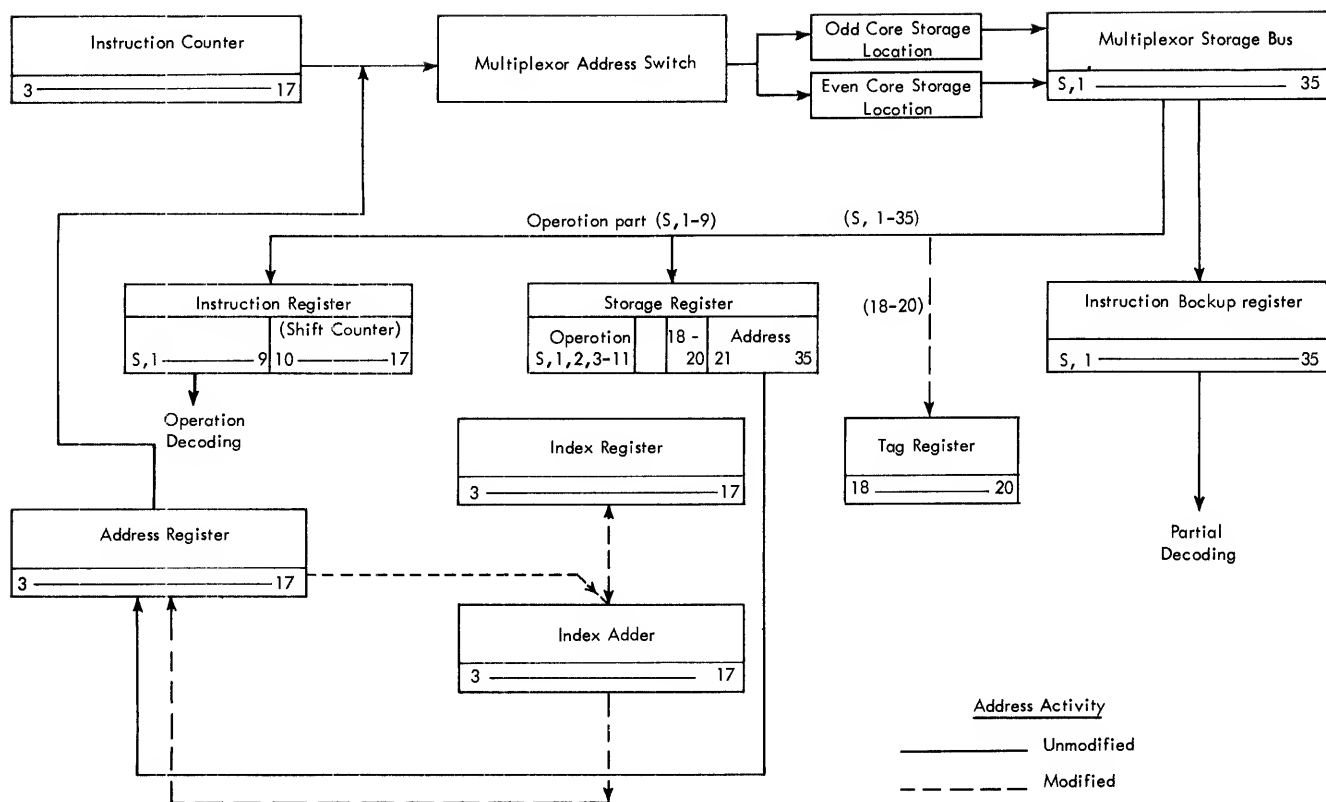 Instruction Counter
3 17
Multiplexor Address Switch
Odd Core Storage
Location
Even Core Storage
Locotion
Multiplexor Storage Bus
S,1 35
Operotion part (S,1-9)
(S, 1-35)
Instruction Register
(Shift Counter)
S,1 9 10 17
Operation
Decoding
Storage Register
Operation
S,1,2,3-11
18 -
20
Address
21 35
(18-20)
Instruction Bockup register
S, 1 35
Partial
Decoding
Index Register
3 17
Tag Register
18 20
Address Register
3 17
Index Adder
3 17
Address Activity
Unmodified
Modified